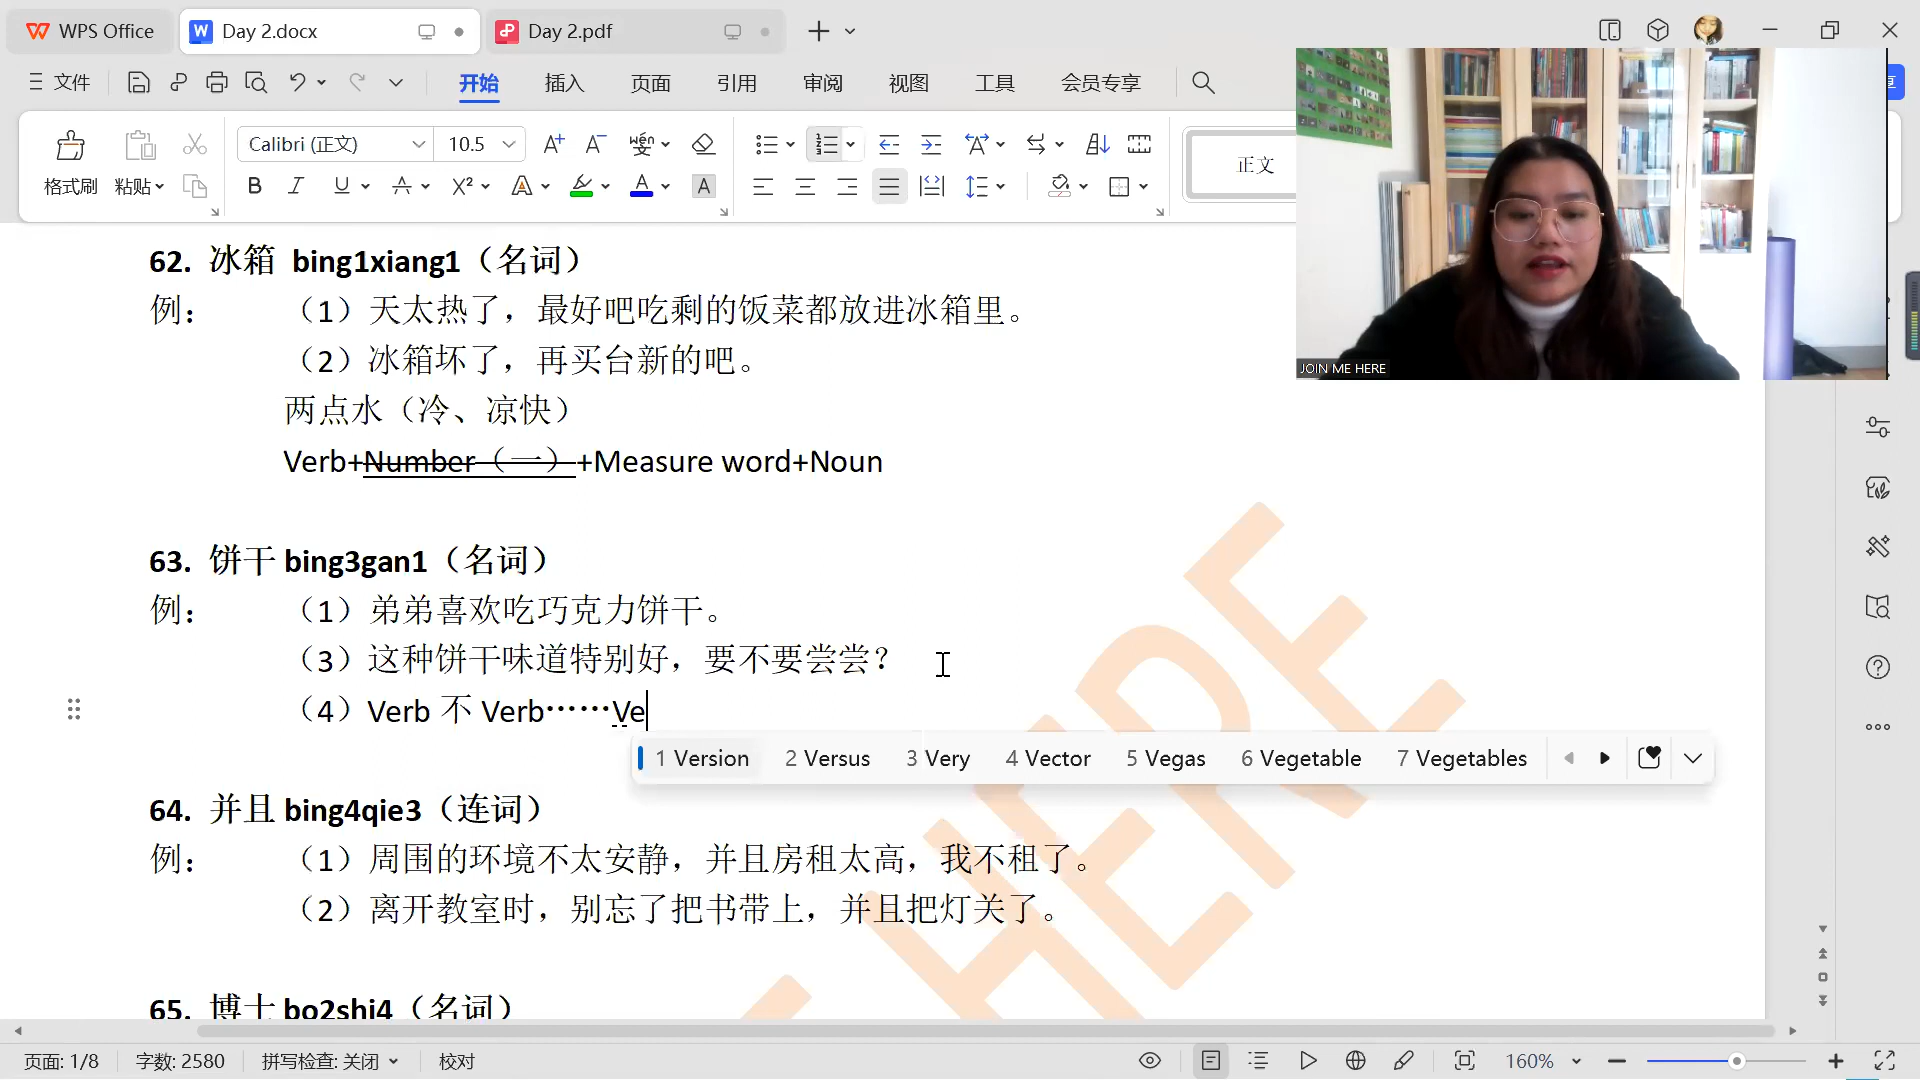 WPS Office
Day 2.docx
Day 2.pdf
文件
开始
插入
页面
引用
审阅
视图
工具
会员专享
格式刷
粘贴
Calibri (正文)
10.5
正文
JOIN ME HERE
62. 冰箱 bing1xiang1（名词）
例：（1）天太热了，最好吧吃剩的饭菜都放进冰箱里。
（2）冰箱坏了，再买台新的吧。
两点水（冷、凉快）
Verb+Number（一）+Measure word+Noun
63. 饼干 bing3gan1（名词）
例：（1）弟弟喜欢吃巧克力饼干。
（3）这种饼干味道特别好，要不要尝尝？
（4）Verb 不 Verb……Ve
1 Version 2 Versus 3 Very 4 Vector 5 Vegas 6 Vegetable 7 Vegetables
64. 并且 bing4qie3（连词）
例：（1）周围的环境不太安静，并且房租太高，我不租了。
（2）离开教室时，别忘了把书带上，并且把灯关了。
65. 博士 bo2shi4（名词）
HERE
页面: 1/8
字数: 2580
拼写检查: 关闭
校对
160%